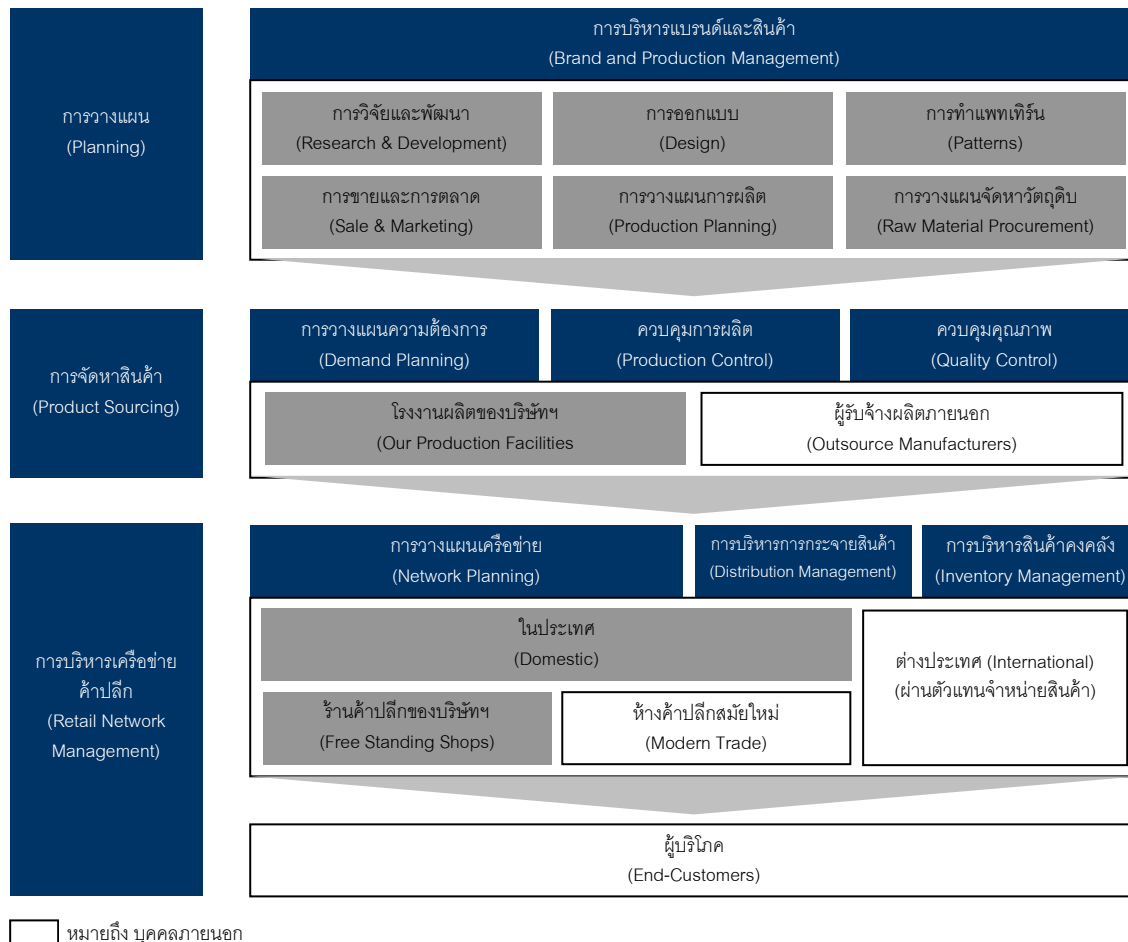 การวางแผน
(Planning)
การบริหารแบรนด์และสินค้า
(Brand and Production Management)
การวิจัยและพัฒนา
(Research & Development)
การออกแบบ
(Design)
การทำแพทเทิร์น
(Patterns)
การขายและการตลาด
(Sale & Marketing)
การวางแผนการผลิต
(Production Planning)
การวางแผนจัดหาวัตถุดิบ
(Raw Material Procurement)
การจัดหาสินค้า
(Product Sourcing)
การวางแผนความต้องการ
(Demand Planning)
ควบคุมการผลิต
(Production Control)
ควบคุมคุณภาพ
(Quality Control)
โรงงานผลิตของบริษัทฯ
(Our Production Facilities
ผู้รับจ้างผลิตภายนอก
(Outsource Manufacturers)
การบริหารเครือข่าย
ค้าปลีก
(Retail Network
Management)
การวางแผนเครือข่าย
(Network Planning)
การบริหารการกระจายสินค้า
(Distribution Management)
การบริหารสินค้าคงคลัง
(Inventory Management)
ในประเทศ
(Domestic)
ร้านค้าปลีกของบริษัทฯ
(Free Standing Shops)
ห้างค้าปลีกสมัยใหม่
(Modern Trade)
ต่างประเทศ (International)
(ผ่านตัวแทนจำหน่ายสินค้า)
ผู้บริโภค
(End-Customers)
หมายถึง บุคคลภายนอก